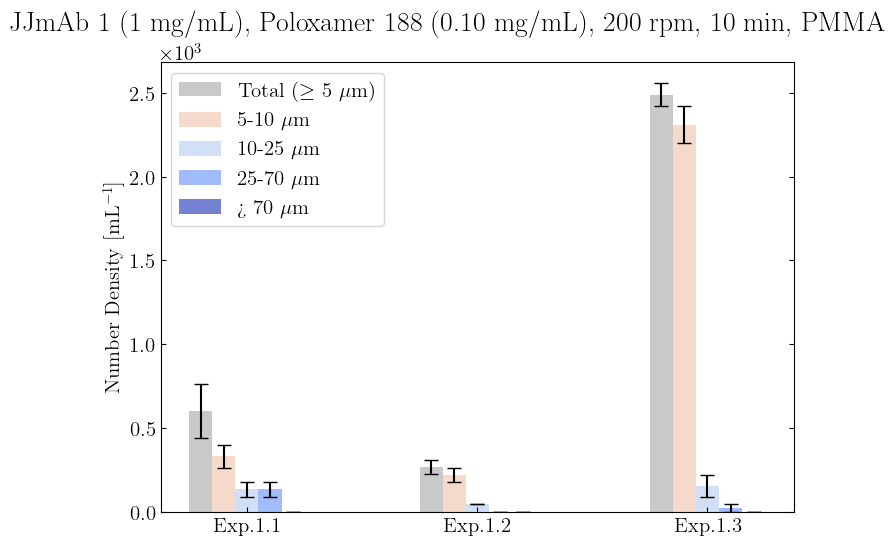 JJmAb 1 (1 mg/mL), Poloxamer 188 (0.10 mg/mL), 200 rpm, 10 min, PMMA
×10³
Total (≥ 5 μm)
5-10 μm
10-25 μm
25-70 μm
¿ 70 μm
Number Density [mL⁻¹]
2.5
2.0
1.5
1.0
0.5
0.0
Exp.1.1 Exp.1.2 Exp.1.3